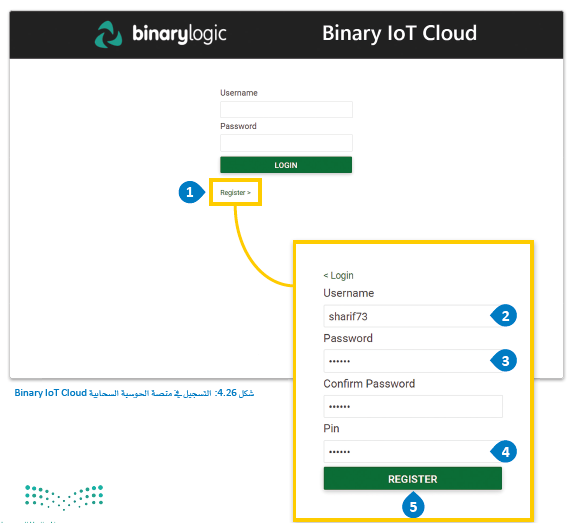 binarylogic
Binary IoT Cloud
Username
Password
LOGIN
1
Register >
< Login
Username
sharif73
2
Password
••••••
3
Confirm Password
••••••
Pin
••••••
4
REGISTER
5
شكل 4.26: التسجيل في منصة الحوسبة السحابية Binary IoT Cloud